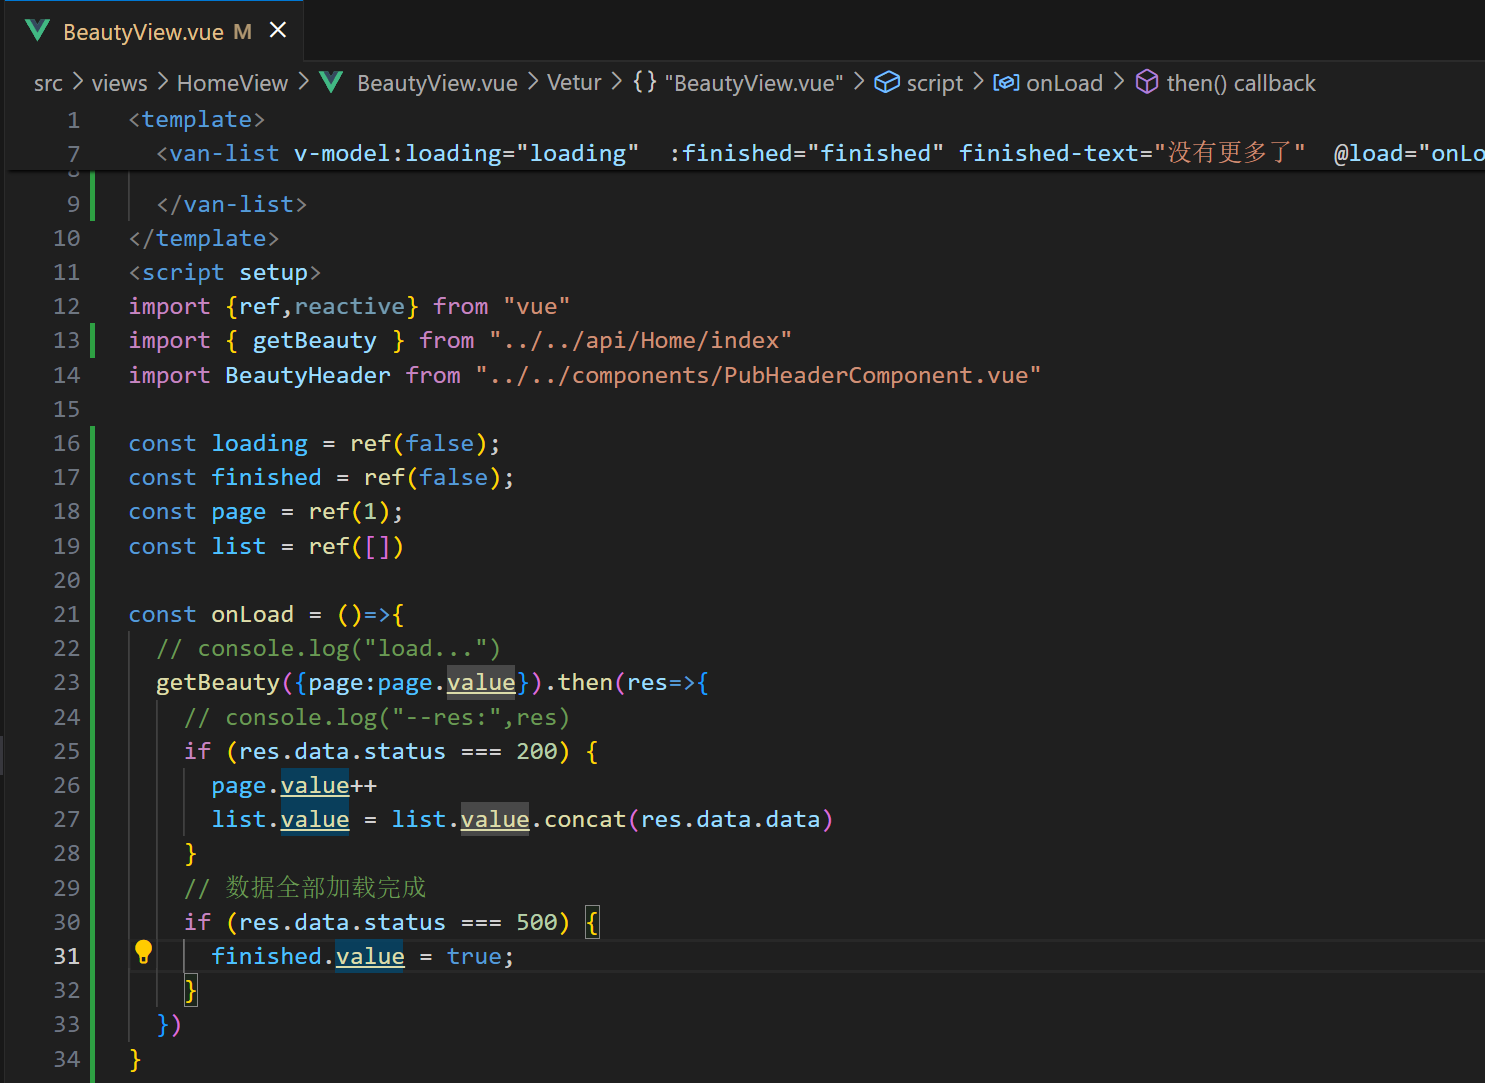 BeautyView.vue M
src > views > HomeView > BeautyView.vue > Vetur > {} "BeautyView.vue" > script > onLoad > then() callback
1 <template>
7 <van-list v-model:loading="loading" :finished="finished" finished-text="没有更多了" @load="onLo
8
9 </van-list>
10 </template>
11 <script setup>
12 import {ref,reactive} from "vue"
13 import { getBeauty } from "../../api/Home/index"
14 import BeautyHeader from "../../components/PubHeaderComponent.vue"
15
16 const loading = ref(false);
17 const finished = ref(false);
18 const page = ref(1);
19 const list = ref([])
20
21 const onLoad = ()=>{
22 // console.log("load...")
23 getBeauty({page:page.value}).then(res=>{
24 // console.log("--res:",res)
25 if (res.data.status === 200) {
26 page.value++
27 list.value = list.value.concat(res.data.data)
28 }
29 // 数据全部加载完成
30 if (res.data.status === 500) {
31 finished.value = true;
32 }
33 })
34 }